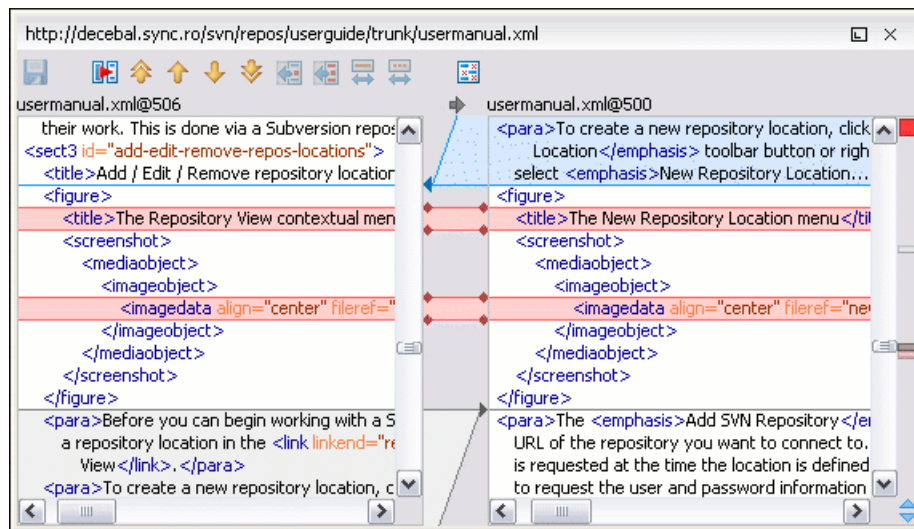 http://decebal.sync.ro/svn/repos/userguide/trunk/usermanual.xml
usermanual.xml@506
their work. This is done via a Subversion repos
<sect3 id="add-edit-remove-repos-locations">
<title>Add / Edit / Remove repository location
<figure>
<title>The Repository View contextual men
<screenshot>
<mediaobject>
<imageobject>
<imagedata align="center" fileref="
</imageobject>
</mediaobject>
</screenshot>
</figure>
<para>Before you can begin working with a S
a repository location in the <link linkend="re
View</link>.</para>
<para>To create a new repository location, c
usermanual.xml@500
<para>To create a new repository location, click
Location</emphasis> toolbar button or righ
select <emphasis>New Repository Location...
<figure>
<title>The New Repository Location menu</tit
<screenshot>
<mediaobject>
<imageobject>
<imagedata align="center" fileref="nev
</imageobject>
</mediaobject>
</screenshot>
</figure>
<para>The <emphasis>Add SVN Repository</em
URL of the repository you want to connect to.
is requested at the time the location is defined
to request the user and password information